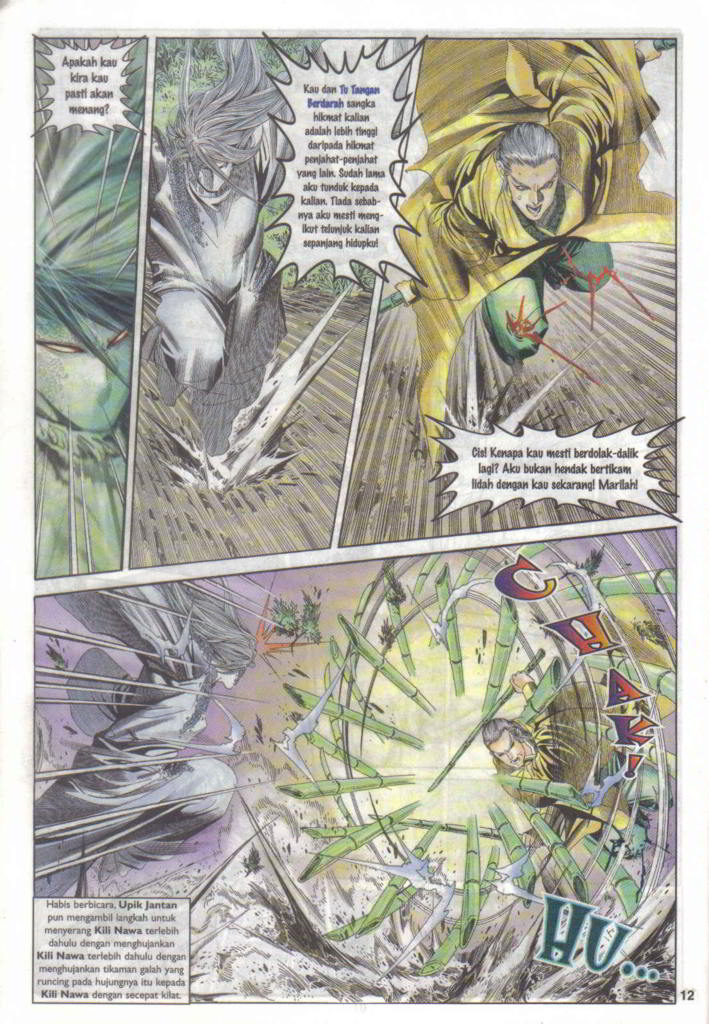 Apakah kau
kira kau
pasti akan
menang?
Kau dan Tu Tangan
Berdarah sangka
hikmat kalian
adalah lebih tinggi
daripada hikmat
penjahat-penjahat
yang lain. Sudah lama
aku tunduk kepada
kalian. Tiada sebab-
nya aku mesti meng-
ikut telunjuk kalian
sepanjang hidupku!
Cis! Kenapa kau mesti berdolak-dalik
lagi? Aku bukan hendak bertikam
lidah dengan kau sekarang! Marilah!
CHAK!
HU...
Habis berbicara, Upik Jantan
pun mengambil langkah untuk
menyerang Kili Nawa terlebih
dahulu dengan menghujankan
Kili Nawa terlebih dahulu dengan
menghujankan tikaman galah yang
runcing pada hujungnya itu kepada
Kili Nawa dengan secepat kilat.
12